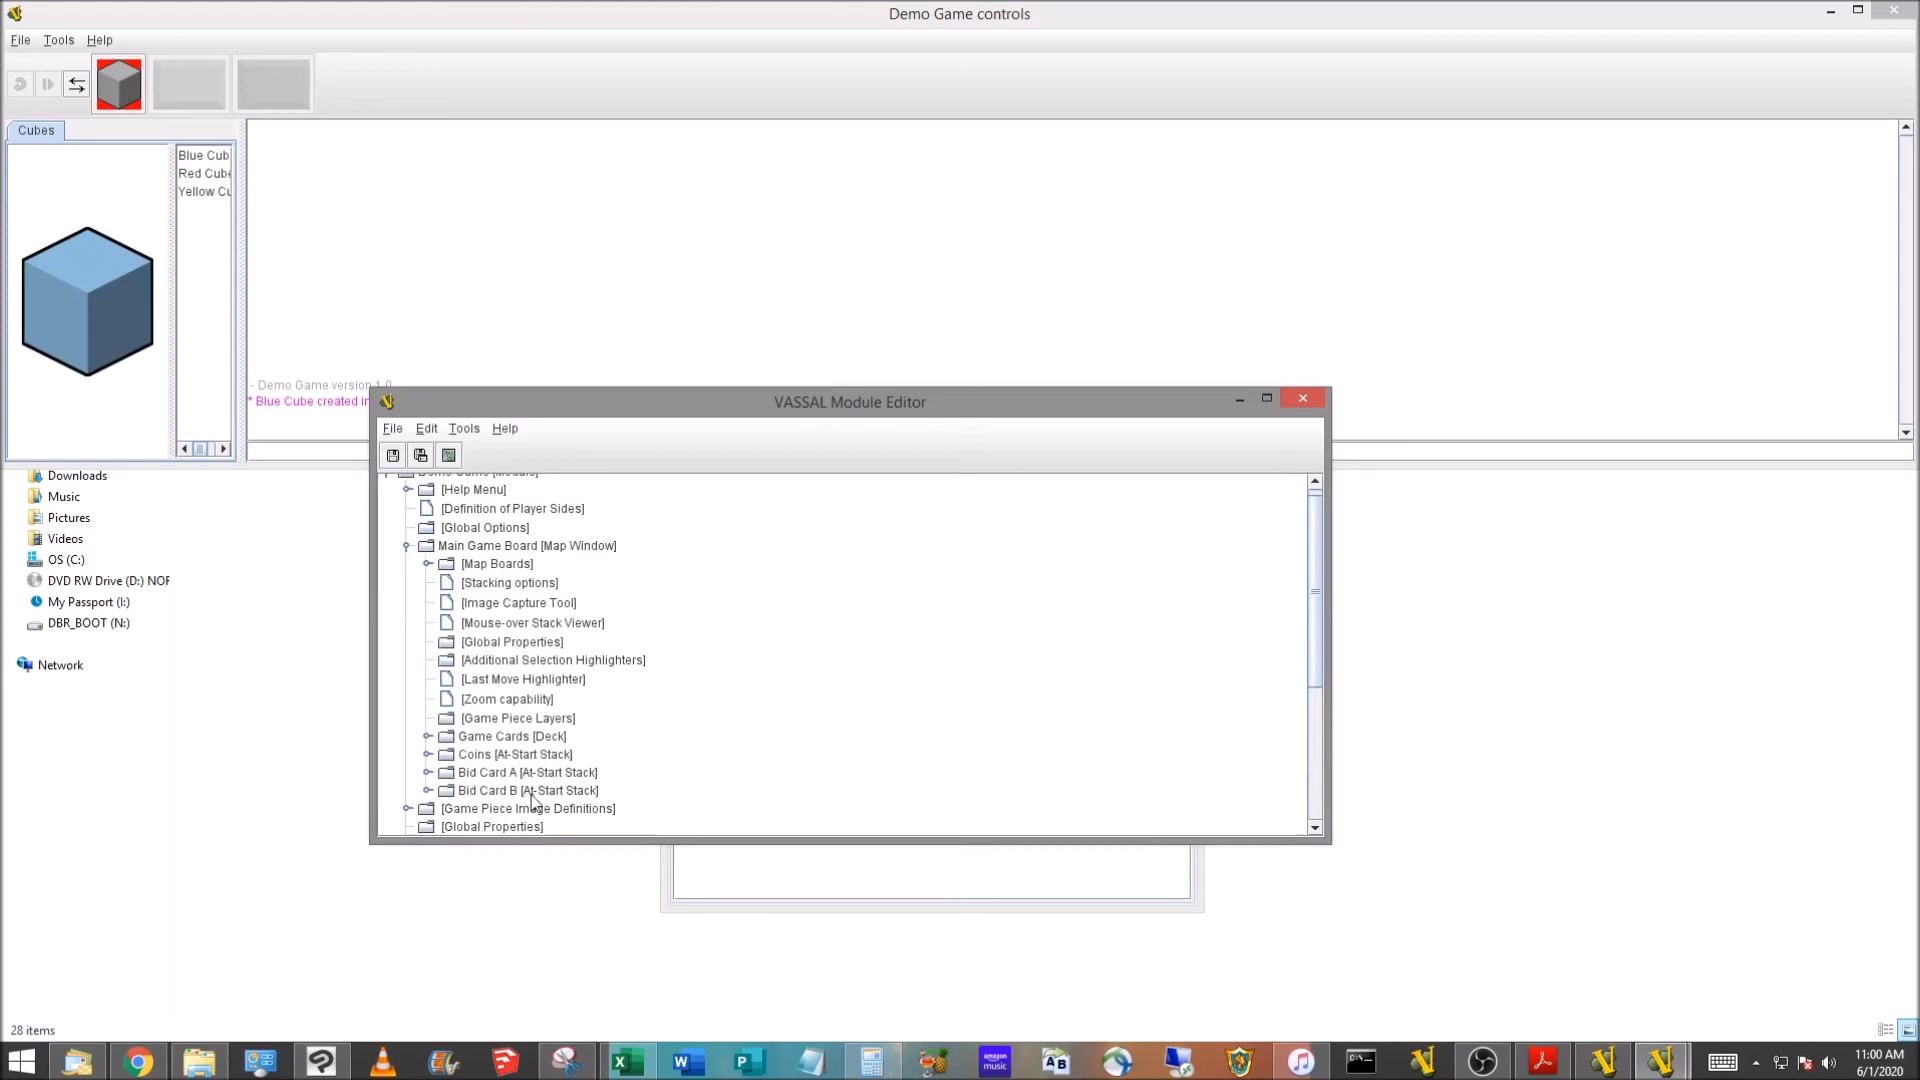 Demo Game controls
File Tools Help
Cubes
Blue Cub
Red Cube
Yellow Cu
- Demo Game version 1.0
* Blue Cube created in
VASSAL Module Editor
File Edit Tools Help
[Help Menu]
[Definition of Player Sides]
[Global Options]
Main Game Board [Map Window]
[Map Boards]
[Stacking options]
[Image Capture Tool]
[Mouse-over Stack Viewer]
[Global Properties]
[Additional Selection Highlighters]
[Last Move Highlighter]
[Zoom capability]
[Game Piece Layers]
Game Cards [Deck]
Coins [At-Start Stack]
Bid Card A [At-Start Stack]
Bid Card B [At-Start Stack]
[Game Piece Image Definitions]
[Global Properties]
Downloads
Music
Pictures
Videos
OS (C:)
DVD RW Drive (D:) NOF
My Passport (I:)
DBR_BOOT (N:)
Network
28 items
amazon music
11:00 AM
6/1/2020